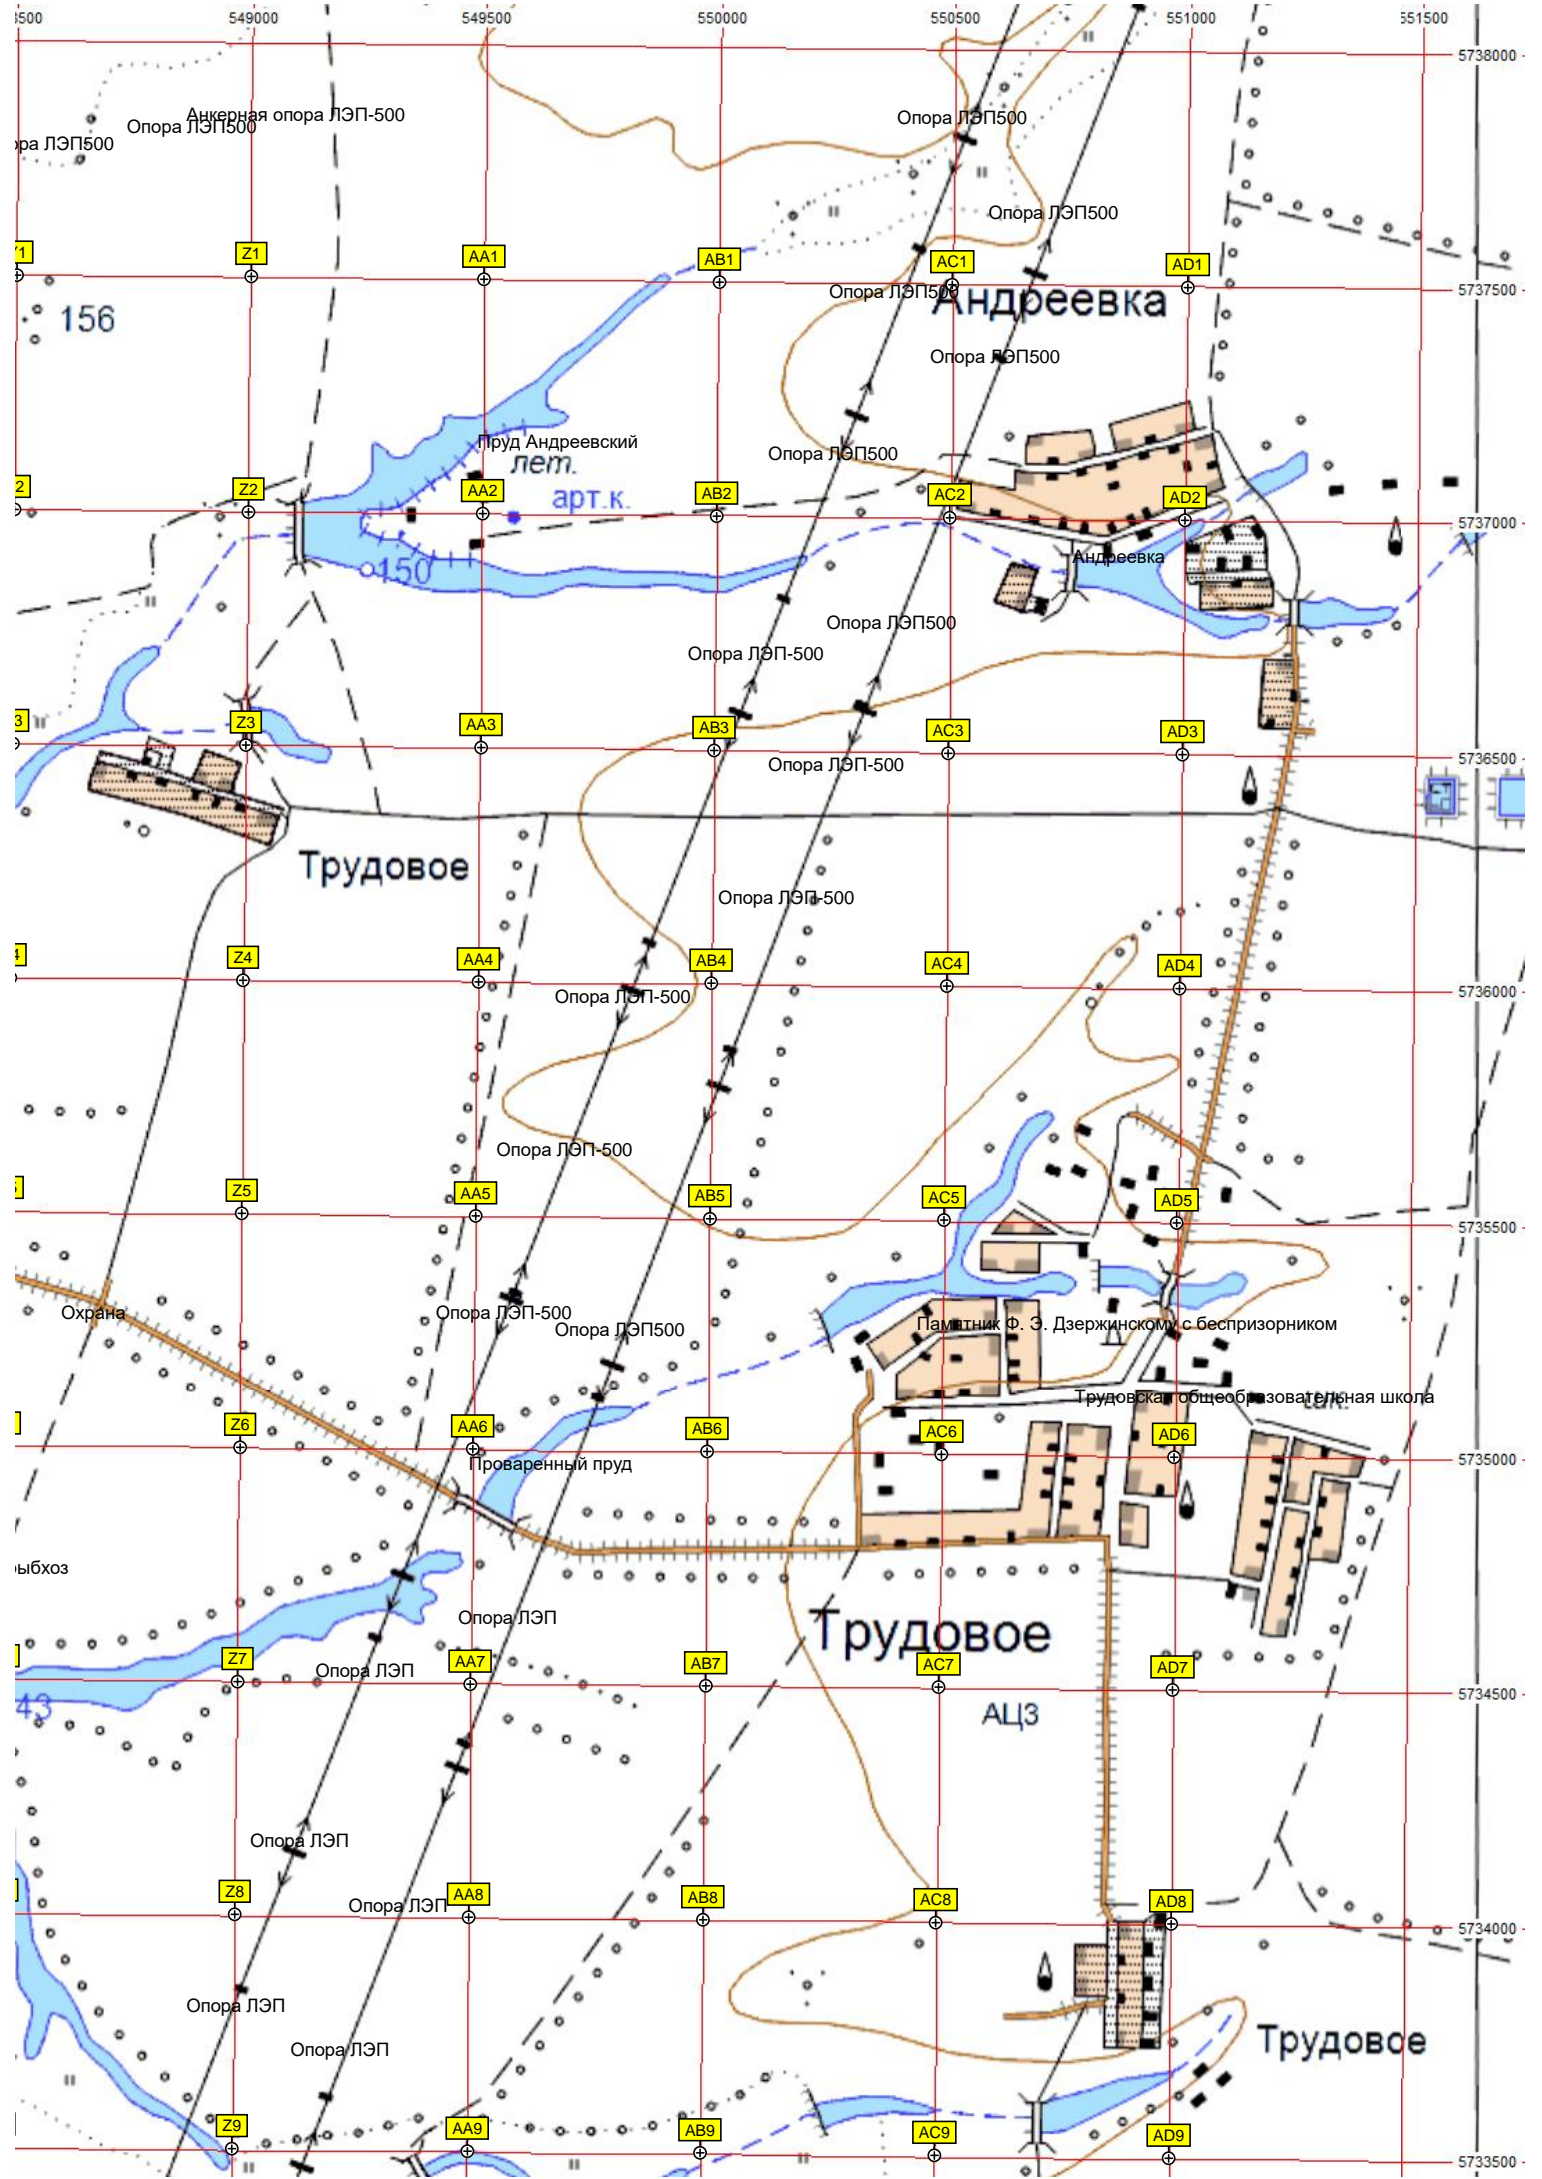 549000 549500 550000 550500 551000 551500
5738000
Анкерная опора ЛЭП-500
Опора ЛЭП500
Опора ЛЭП500
Опора ЛЭП500
Z1 AA1 AB1 AC1 AD1
5737500
Опора ЛЭП500
Андреевка
156
Опора ЛЭП500
Пруд Андреевский
лет.
Опора ЛЭП500
арт.к.
Z2 AA2 AB2 AC2 AD2
5737000
Андреевка
150
Опора ЛЭП500
Опора ЛЭП-500
Z3 AA3 AB3 AC3 AD3
5736500
Опора ЛЭП-500
Трудовое
Опора ЛЭП-500
Z4 AA4 AB4 AC4 AD4
5736000
Опора ЛЭП-500
Опора ЛЭП-500
Z5 AA5 AB5 AC5 AD5
5735500
Охрана
Опора ЛЭП-500
Опора ЛЭП500
Памятник Ф. Э. Дзержинскому с беспризорником
Трудовская общеобразовательная школа
Z6 AA6 AB6 AC6 AD6
5735000
Проваренный пруд
Опора ЛЭП
Трудовое
Опора ЛЭП
Z7 AA7 AB7 AC7 AD7
5734500
43
АЦЗ
Опора ЛЭП
Z8 AA8 AB8 AC8 AD8
Опора ЛЭП
5734000
Опора ЛЭП
Опора ЛЭП
Трудовое
Z9 AA9 AB9 AC9 AD9
5733500